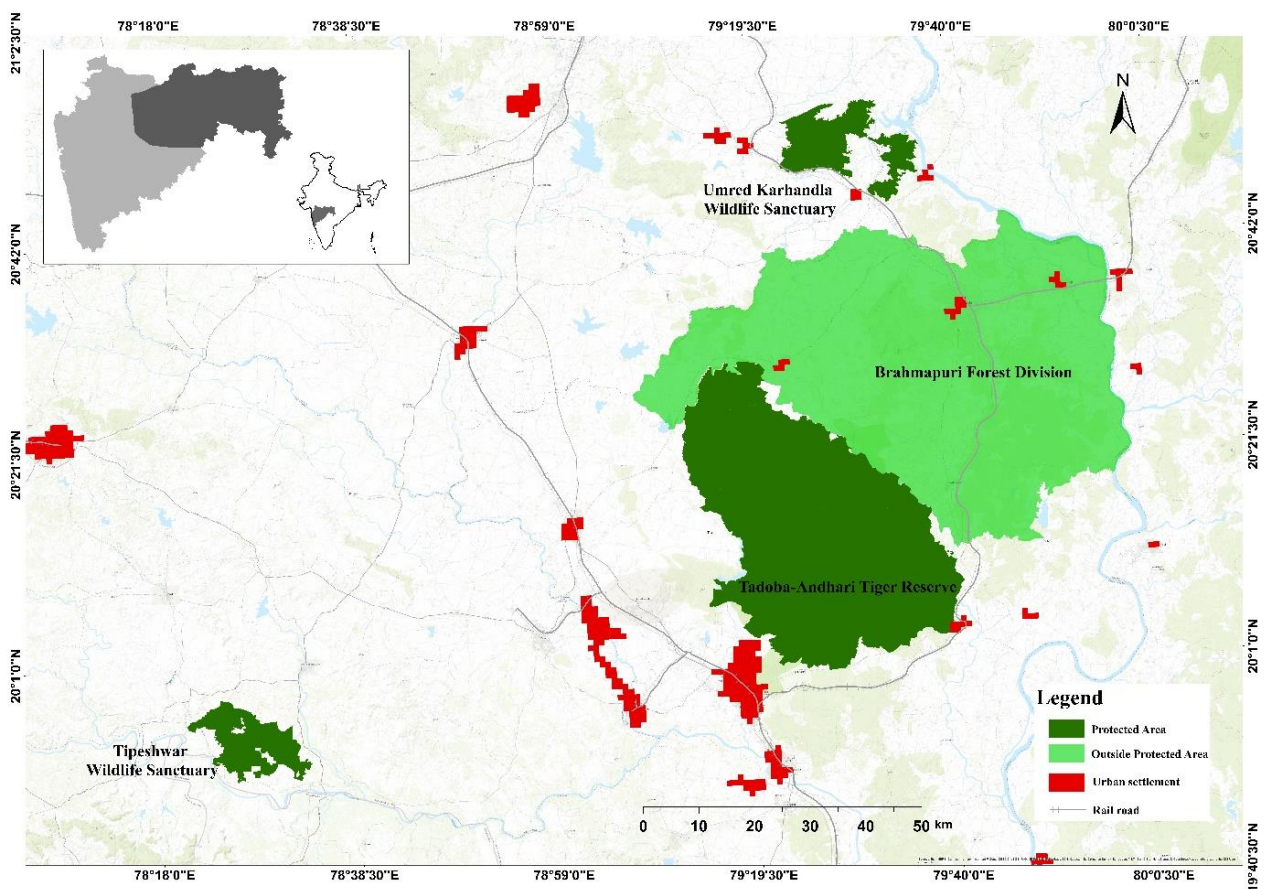 78°18'0"E 78°38'30"E 78°59'0"E 79°19'30"E 79°40'0"E 80°0'30"E
21°2'30"N
21°2'30"N
N
Umred Karhandla
Wildlife Sanctuary
20°42'0"N
20°42'0"N
Brahmapuri Forest Division
20°21'30"N
20°21'30"N
Tadoba-Andhari Tiger Reserve
20°1'0"N
20°1'0"N
Legend
Protected Area
Outside Protected Area
Urban settlement
Rail road
Tipeshwar
Wildlife Sanctuary
0 10 20 30 40 50 km
19°40'30"N
78°18'0"E 78°38'30"E 78°59'0"E 79°19'30"E 79°40'0"E 80°0'30"E